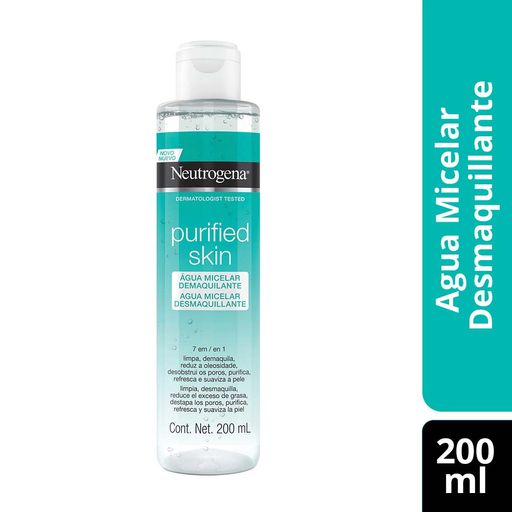 NOVO
NUEVO
Neutrogena®
DERMATOLOGIST TESTED
purified
skin
ÁGUA MICELAR
DEMAQUILANTE
AGUA MICELAR
DESMAQUILLANTE
7 em / en 1
limpa, demaquila,
reduz a oleosidade,
desobstrui os poros, purifica,
refresca e suaviza a pele
limpia, desmaquilla,
reduce el exceso de grasa,
destapa los poros, purifica,
refresca y suaviza la piel
Cont. Net. 200 mL
Agua Micelar
Desmaquillante
200
ml